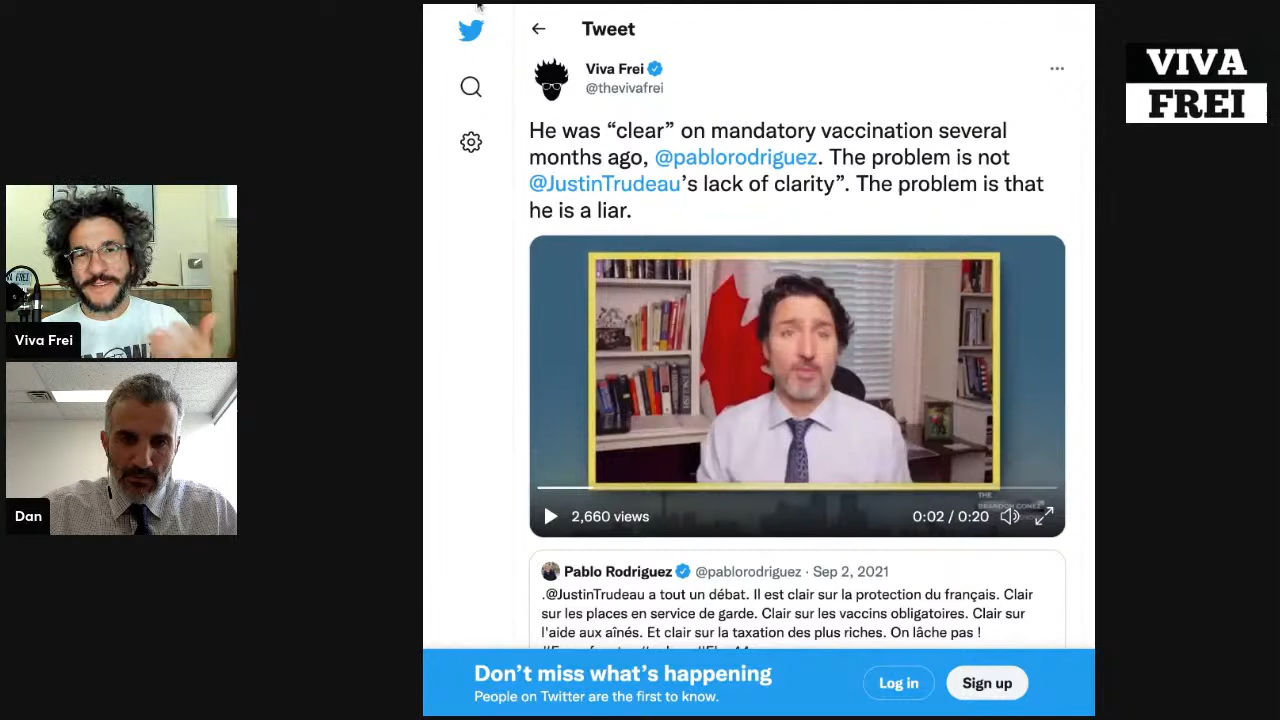 Tweet
Viva Frei
@thevivafrei
He was “clear” on mandatory vaccination several
months ago, @pablorodriguez. The problem is not
@JustinTrudeau’s lack of clarity”. The problem is that
he is a liar.
VIVA
FREI
Viva Frei
Dan
THE
2,660 views
0:02 / 0:20
Pablo Rodriguez @pablorodriguez · Sep 2, 2021
.@JustinTrudeau a tout un débat. Il est clair sur la protection du français. Clair
sur les places en service de garde. Clair sur les vaccins obligatoires. Clair sur
l'aide aux aînés. Et clair sur la taxation des plus riches. On lâche pas !
Don’t miss what’s happening
People on Twitter are the first to know.
Log in
Sign up